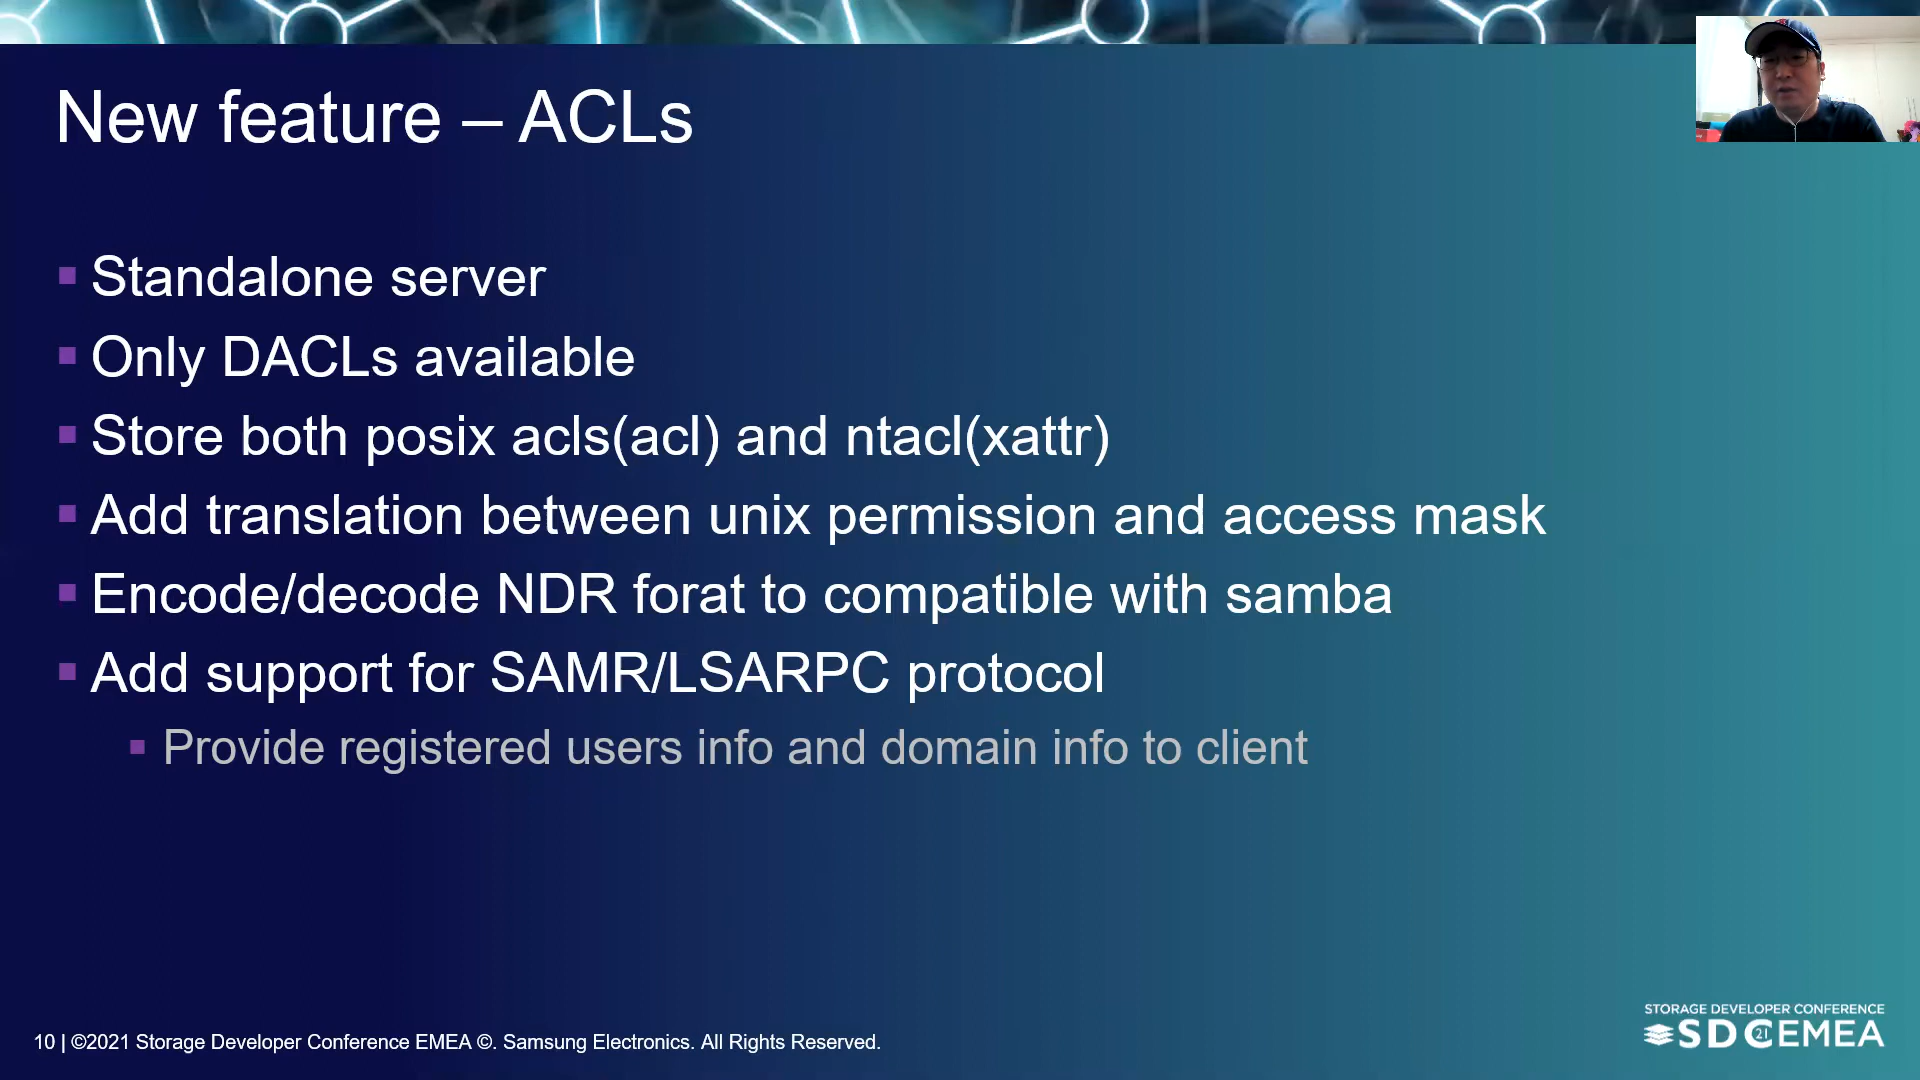 New feature – ACLs
Standalone server
Only DACLs available
Store both posix acls(acl) and ntacl(xattr)
Add translation between unix permission and access mask
Encode/decode NDR forat to compatible with samba
Add support for SAMR/LSARPC protocol
Provide registered users info and domain info to client
10 | ©2021 Storage Developer Conference EMEA ©. Samsung Electronics. All Rights Reserved.
STORAGE DEVELOPER CONFERENCE
SDC21EMEA